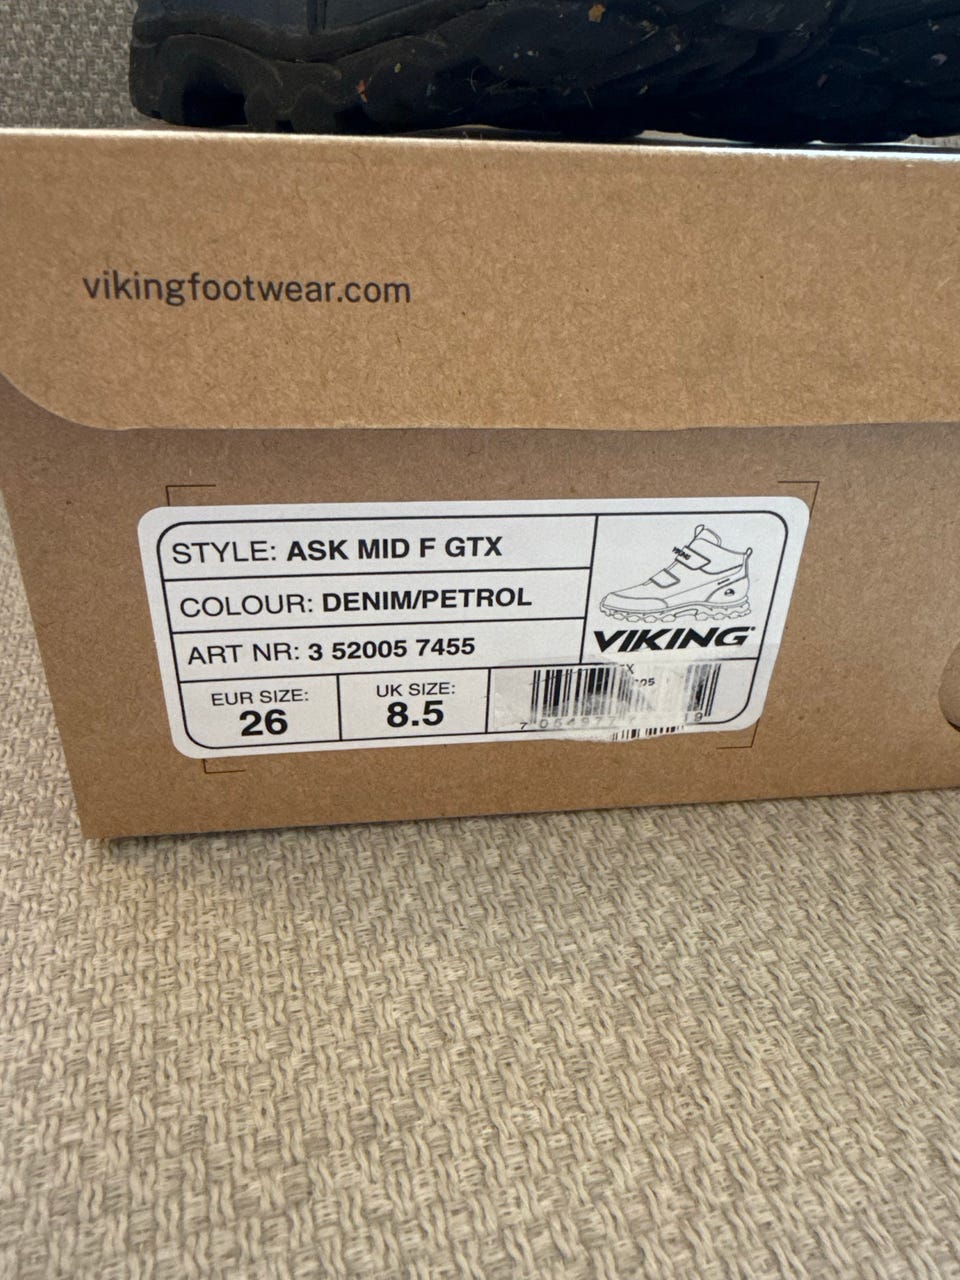 vikingfootwear.com
STYLE: ASK MID F GTX
COLOUR: DENIM/PETROL
ART NR: 3 52005 7455
VIKING
EUR SIZE:
26
UK SIZE:
8.5